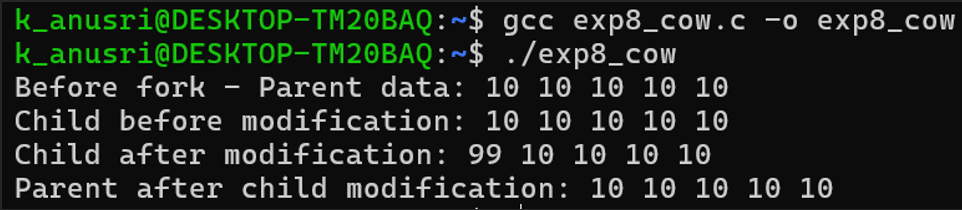 k_anusri@DESKTOP-TM20BAQ:~$ gcc exp8_cow.c -o exp8_cow
k_anusri@DESKTOP-TM20BAQ:~$ ./exp8_cow
Before fork - Parent data: 10 10 10 10 10
Child before modification: 10 10 10 10 10
Child after modification: 99 10 10 10 10
Parent after child modification: 10 10 10 10 10